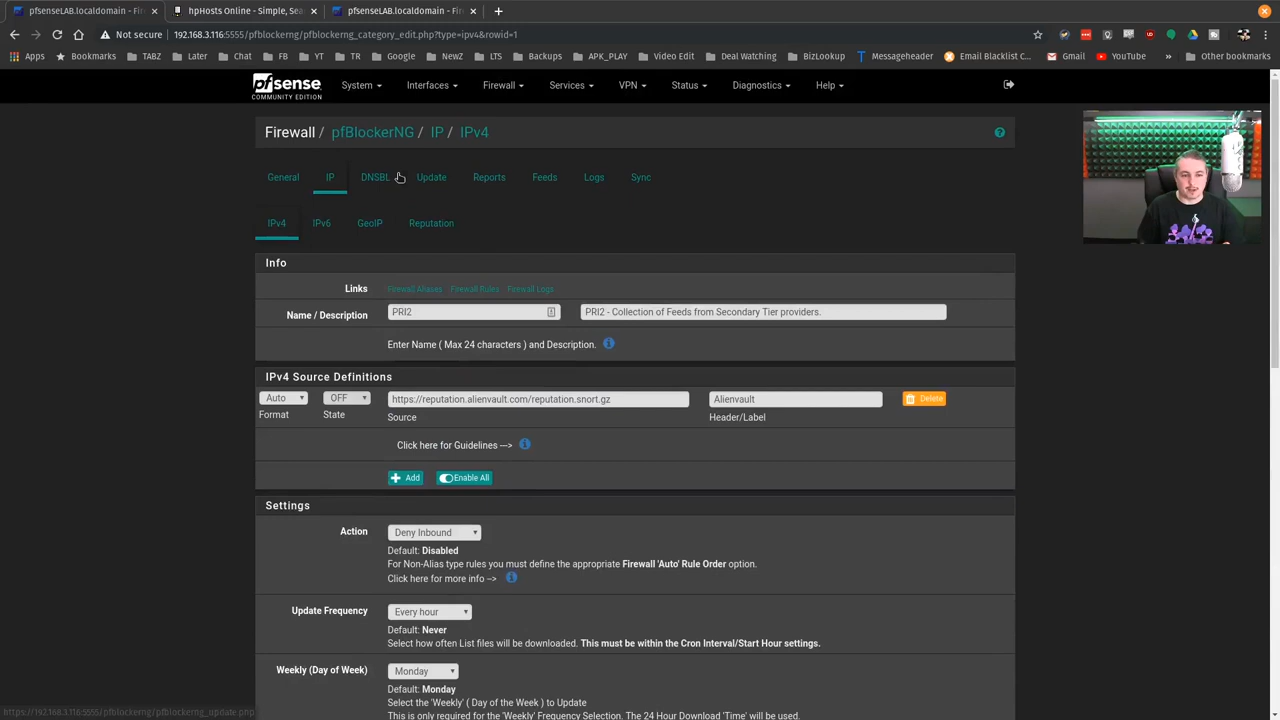 pfsenseLAB.localdomain - Fir
hpHosts Online - Simple, Sea
pfsenseLAB.localdomain - Fir
Not secure
192.168.3.116:5555/pfblockerng/pfblockerng_category_edit.php?type=ipv4&rowid=1
Apps
Bookmarks
TABZ
Later
Chat
FB
YT
TR
Google
NewZ
LTS
Backups
APK_PLAY
Video Edit
Deal Watching
BizLookup
Messageheader
Email Blacklist C...
Gmail
YouTube
»
Other bookmarks
pfsense
COMMUNITY EDITION
System
Interfaces
Firewall
Services
VPN
Status
Diagnostics
Help
Firewall / pfBlockerNG / IP / IPv4
General
IP
DNSBL
Update
Reports
Feeds
Logs
Sync
IPv4
IPv6
GeoIP
Reputation
Info
Links
Firewall Aliases
Firewall Rules
Firewall Logs
Name / Description
PRI2
PRI2 - Collection of Feeds from Secondary Tier providers.
Enter Name ( Max 24 characters ) and Description.
IPv4 Source Definitions
Auto
OFF
https://reputation.alienvault.com/reputation.snort.gz
Alienvault
Delete
Format
State
Source
Header/Label
Click here for Guidelines --->
Add
Enable All
Settings
Action
Deny Inbound
Default: Disabled
For Non-Alias type rules you must define the appropriate Firewall 'Auto' Rule Order option.
Click here for more info -->
Update Frequency
Every hour
Default: Never
Select how often List files will be downloaded. This must be within the Cron Interval/Start Hour settings.
Weekly (Day of Week)
Monday
Default: Monday
Select the 'Weekly' ( Day of the Week ) to Update
This is only required for the 'Weekly' Frequency Selection. The 24 Hour Download 'Time' will be used.
https://192.168.3.116:5555/pfblockerng/pfblockerng_update.php